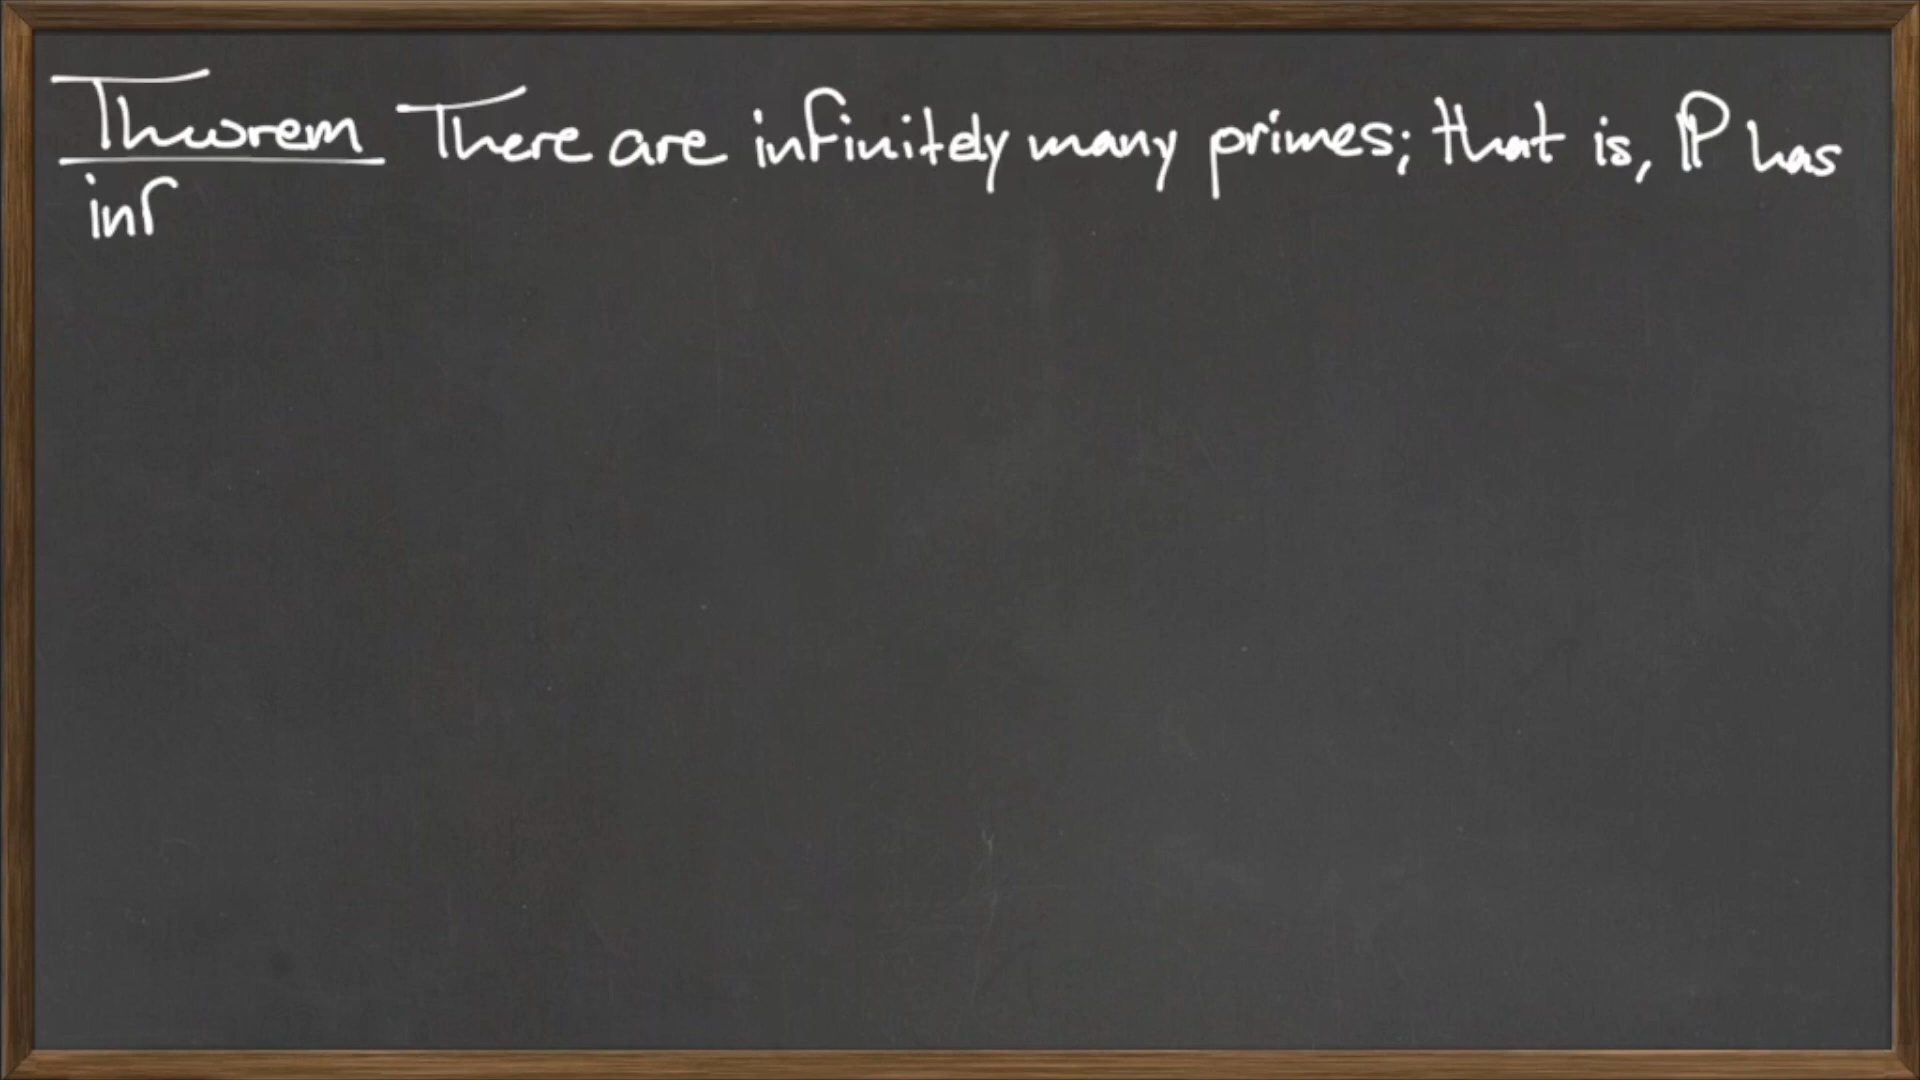 Theorem There are infinitely many primes; that is, ℙ has
inf